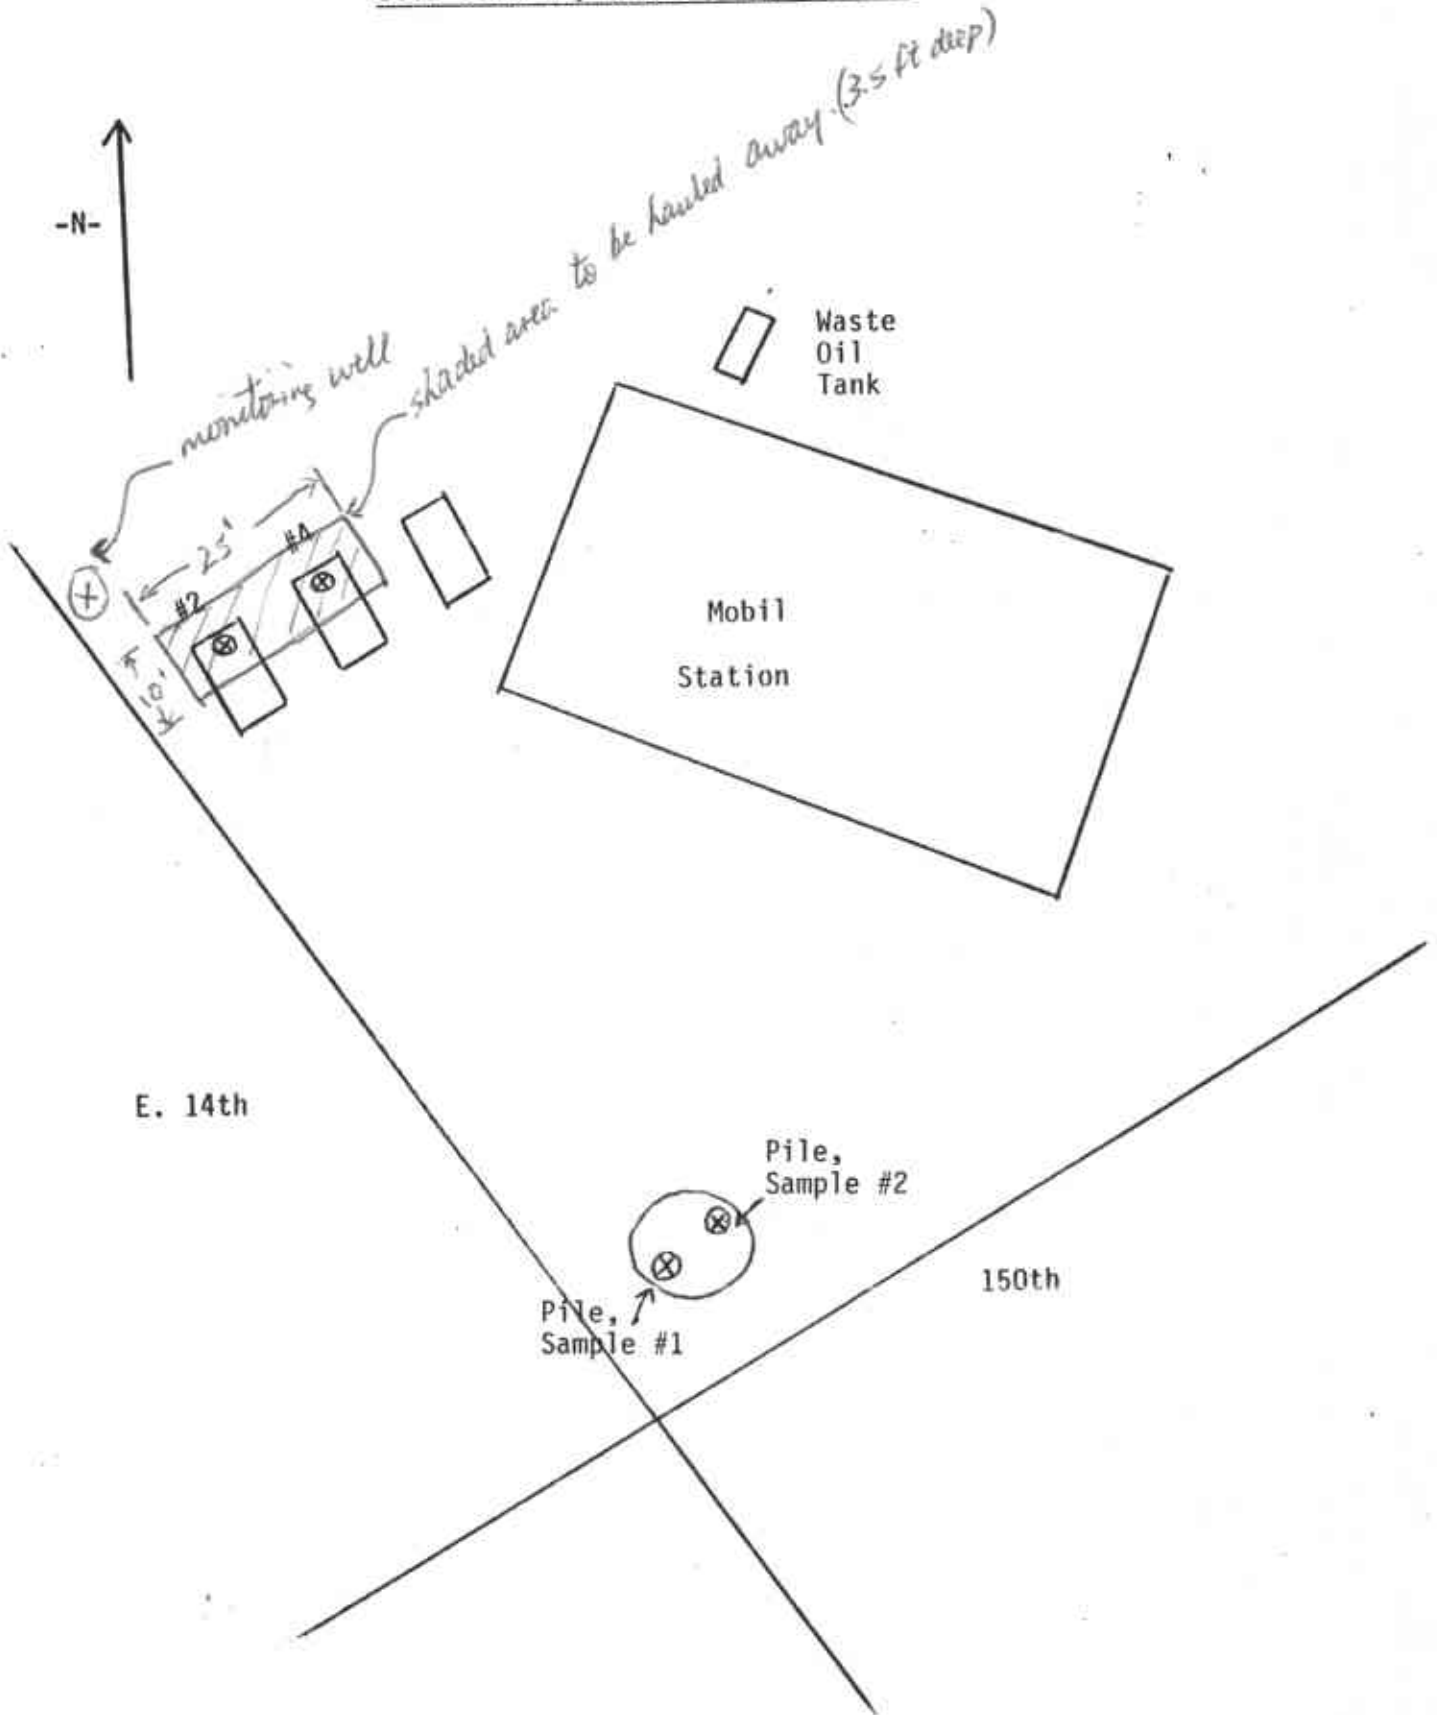 -N-
shaded area to be hauled away. (3.5 ft deep)
monitoring well
Waste
Oil
Tank
25'
#4
#2
10'
Mobil
Station
E. 14th
Pile,
Sample #2
150th
Pile,
Sample #1